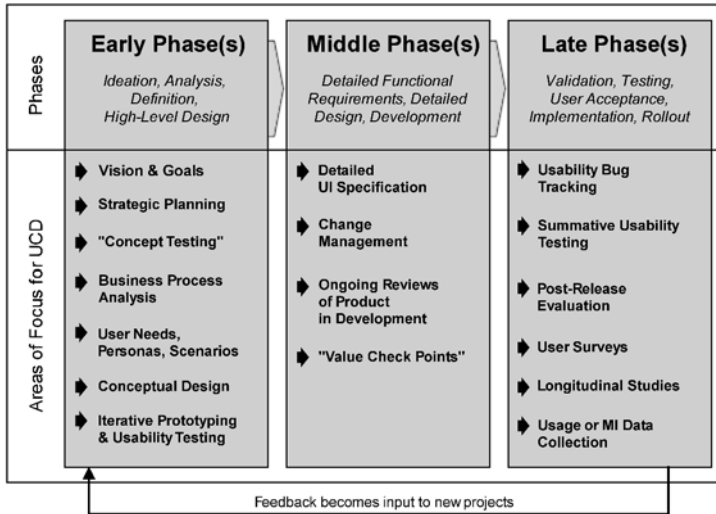 Phases
Early Phase(s)
Ideation, Analysis,
Definition,
High-Level Design
Middle Phase(s)
Detailed Functional
Requirements, Detailed
Design, Development
Late Phase(s)
Validation, Testing,
User Acceptance,
Implementation, Rollout
Areas of Focus for UCD
Vision & Goals
Strategic Planning
"Concept Testing"
Business Process
Analysis
User Needs,
Personas, Scenarios
Conceptual Design
Iterative Prototyping
& Usability Testing
Detailed
UI Specification
Change
Management
Ongoing Reviews
of Product
in Development
"Value Check Points"
Usability Bug
Tracking
Summative Usability
Testing
Post-Release
Evaluation
User Surveys
Longitudinal Studies
Usage or MI Data
Collection
Feedback becomes input to new projects